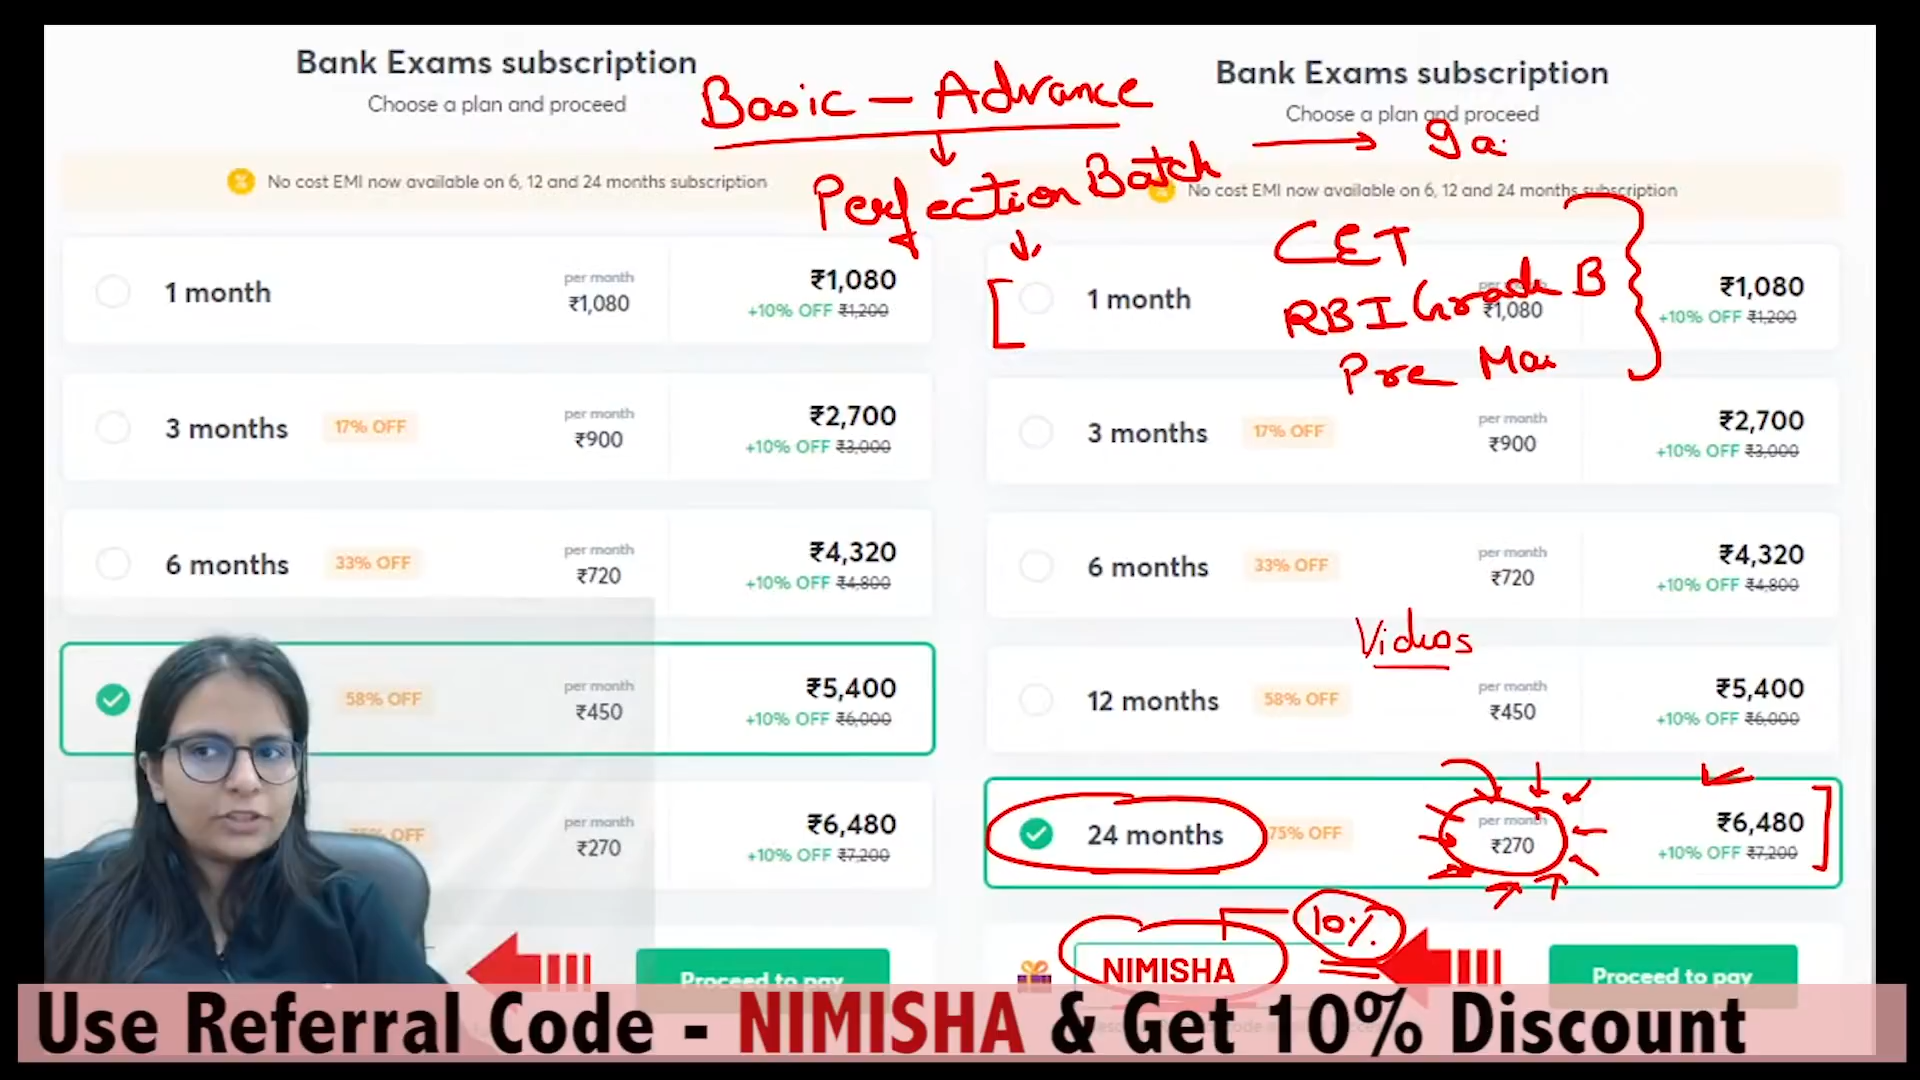 Bank Exams subscription
Choose a plan and proceed
No cost EMI now available on 6, 12 and 24 months subscription
1 month
per month
₹1,080
₹1,080
+10% OFF ₹1,200
3 months
17% OFF
per month
₹900
₹2,700
+10% OFF ₹3,000
6 months
33% OFF
per month
₹720
₹4,320
+10% OFF ₹4,800
58% OFF
per month
₹450
₹5,400
+10% OFF ₹6,000
OFF
per month
₹270
₹6,480
+10% OFF ₹7,200
Proceed to pay
Basic - Advance
Perfection Batch
ga
Bank Exams subscription
Choose a plan and proceed
No cost EMI now available on 6, 12 and 24 months subscription
CET
RBI Grade B
Pre Mai
1 month
per month
₹1,080
₹1,080
+10% OFF ₹1,200
3 months
17% OFF
per month
₹900
₹2,700
+10% OFF ₹3,000
6 months
33% OFF
per month
₹720
₹4,320
+10% OFF ₹4,800
Videos
12 months
58% OFF
per month
₹450
₹5,400
+10% OFF ₹6,000
24 months
75% OFF
per month
₹270
₹6,480
+10% OFF ₹7,200
10%
NIMISHA
Proceed to pay
Use Referral Code - NIMISHA & Get 10% Discount